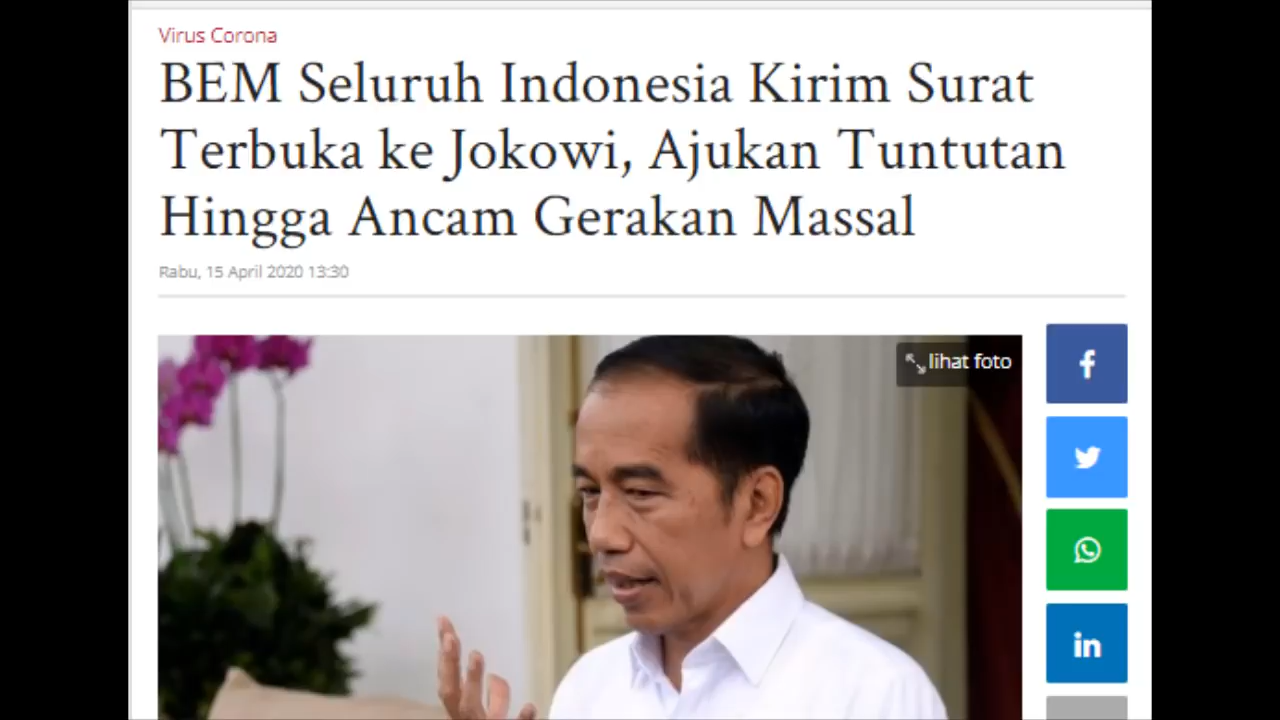 Virus Corona
BEM Seluruh Indonesia Kirim Surat
Terbuka ke Jokowi, Ajukan Tuntutan
Hingga Ancam Gerakan Massal
Rabu, 15 April 2020 13:30
lihat foto
f
in